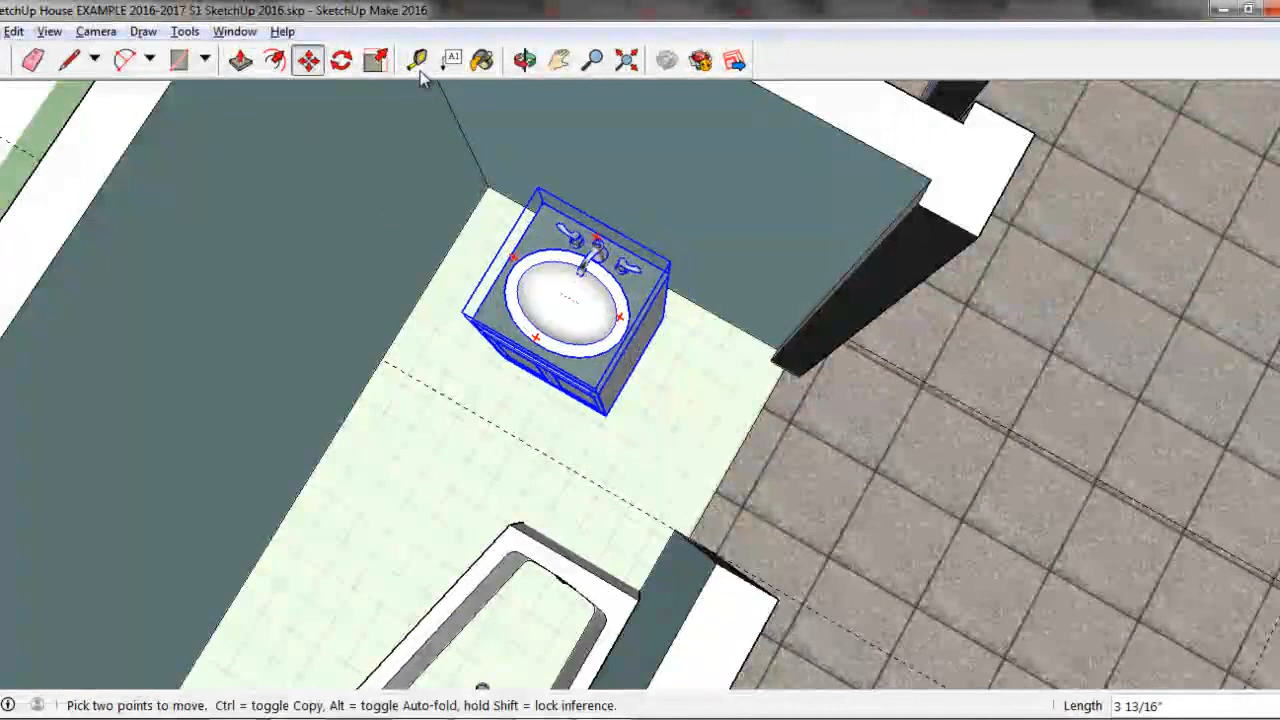 etchUp House EXAMPLE 2016-2017 S1 SketchUp 2016.skp - SketchUp Make 2016
Edit View Camera Draw Tools Window Help
A1
Pick two points to move. Ctrl = toggle Copy, Alt = toggle Auto-fold, hold Shift = lock inference. Length 3 13/16"